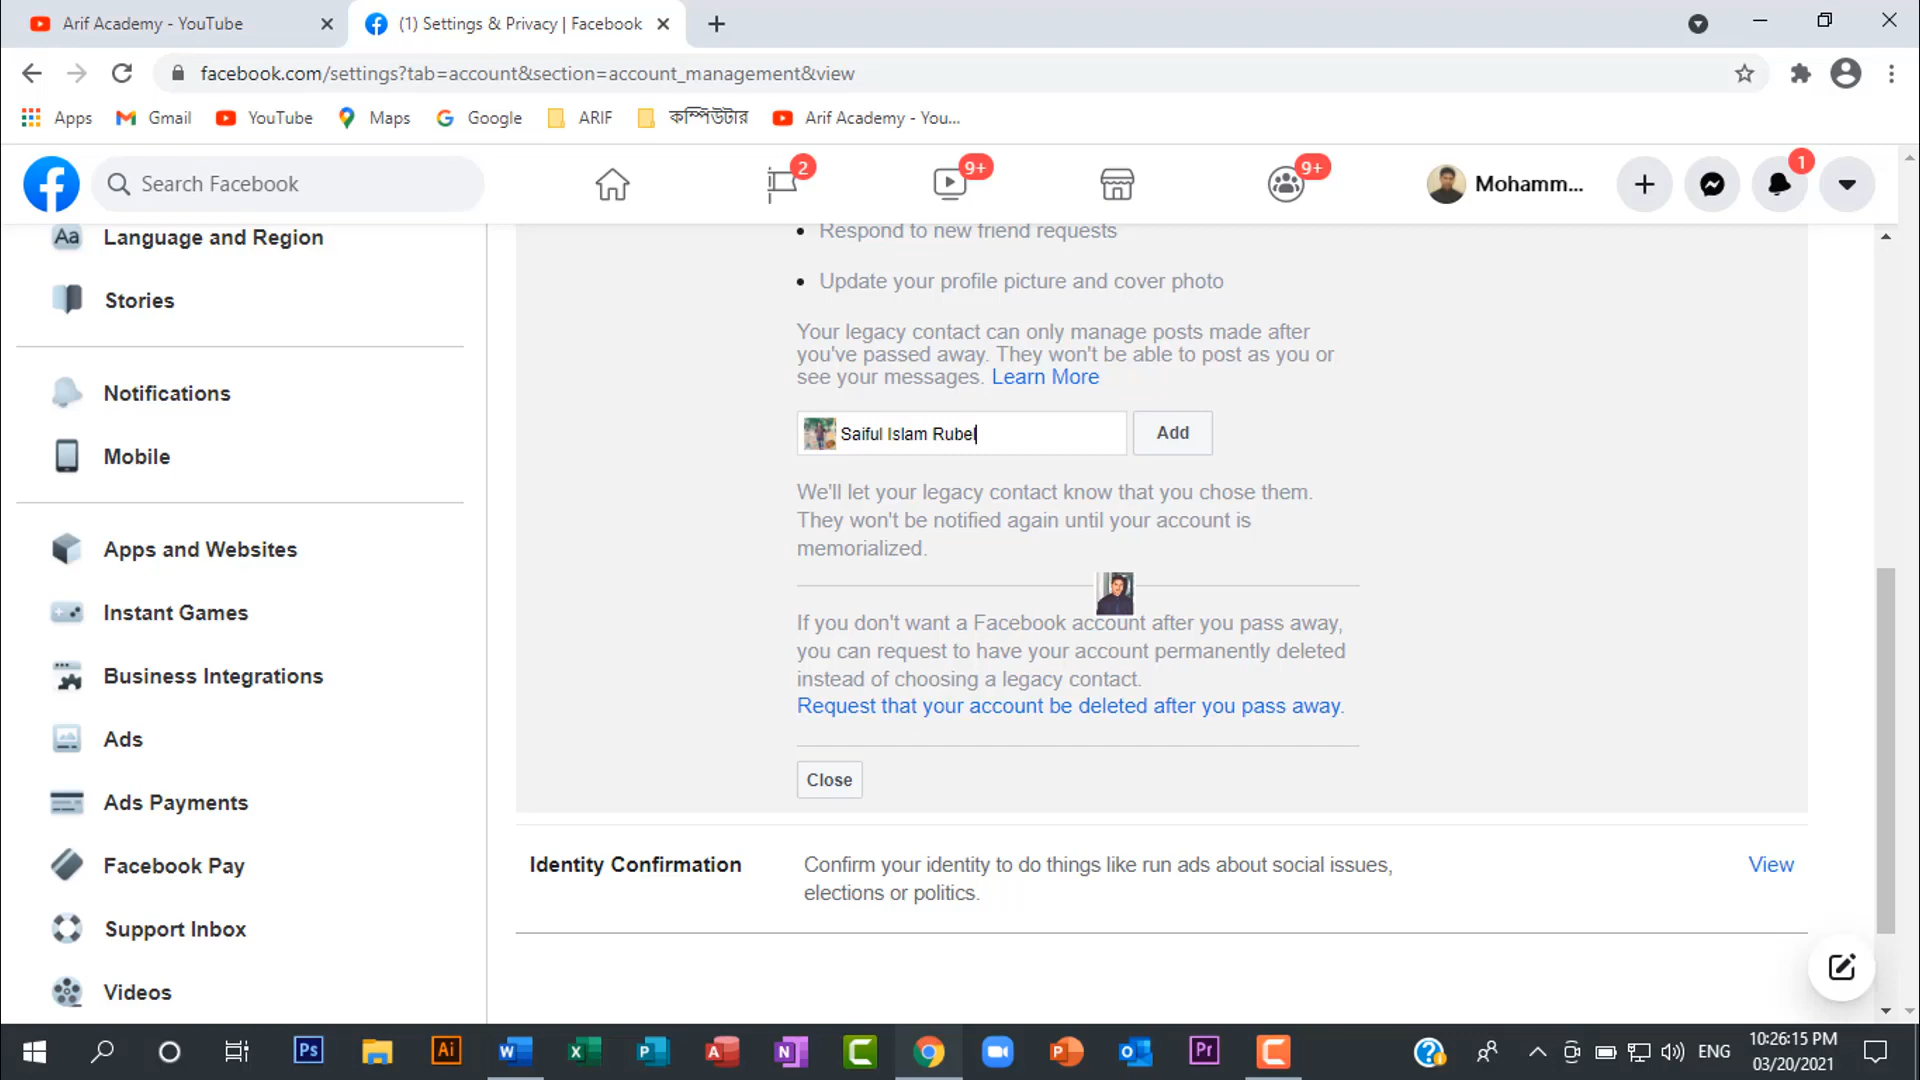 Arif Academy - YouTube
(1) Settings & Privacy | Facebook
facebook.com/settings?tab=account&section=account_management&view
Apps
Gmail
YouTube
Maps
Google
ARIF
কম্পিউটার
Arif Academy - You...
Search Facebook
2
9+
9+
Mohamm...
1
Aa
Language and Region
Stories
Notifications
Mobile
Apps and Websites
Instant Games
Business Integrations
Ads
Ads Payments
Facebook Pay
Support Inbox
Videos
Respond to new friend requests
Update your profile picture and cover photo
Your legacy contact can only manage posts made after
you've passed away. They won't be able to post as you or
see your messages. Learn More
Saiful Islam Rubel
Add
We'll let your legacy contact know that you chose them.
They won't be notified again until your account is
memorialized.
If you don't want a Facebook account after you pass away,
you can request to have your account permanently deleted
instead of choosing a legacy contact.
Request that your account be deleted after you pass away.
Close
Identity Confirmation
Confirm your identity to do things like run ads about social issues,
elections or politics.
View
Ps
Ai
W
X
P
A
N
C
P
O
Pr
C
ENG
10:26:15 PM
03/20/2021